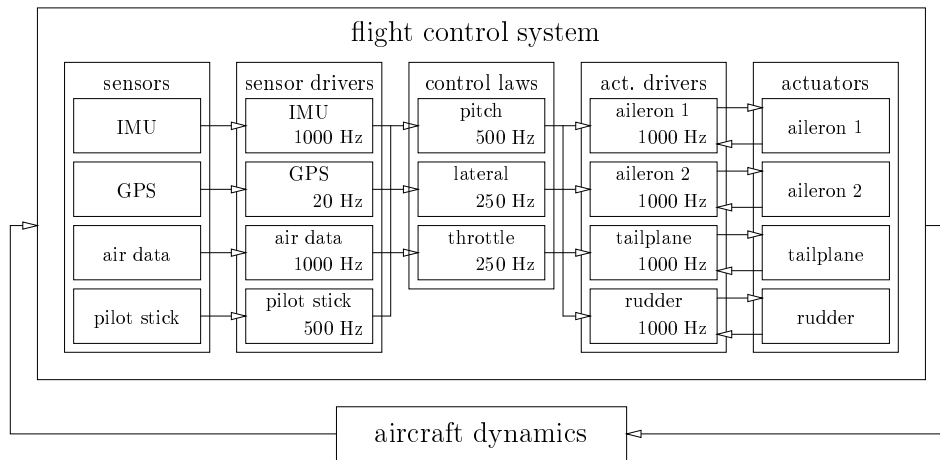 flight control system
sensors
IMU
GPS
air data
pilot stick
sensor drivers
IMU
1000 Hz
GPS
20 Hz
air data
1000 Hz
pilot stick
500 Hz
control laws
pitch
500 Hz
lateral
250 Hz
throttle
250 Hz
act. drivers
aileron 1
1000 Hz
aileron 2
1000 Hz
tailplane
1000 Hz
rudder
1000 Hz
actuators
aileron 1
aileron 2
tailplane
rudder
aircraft dynamics